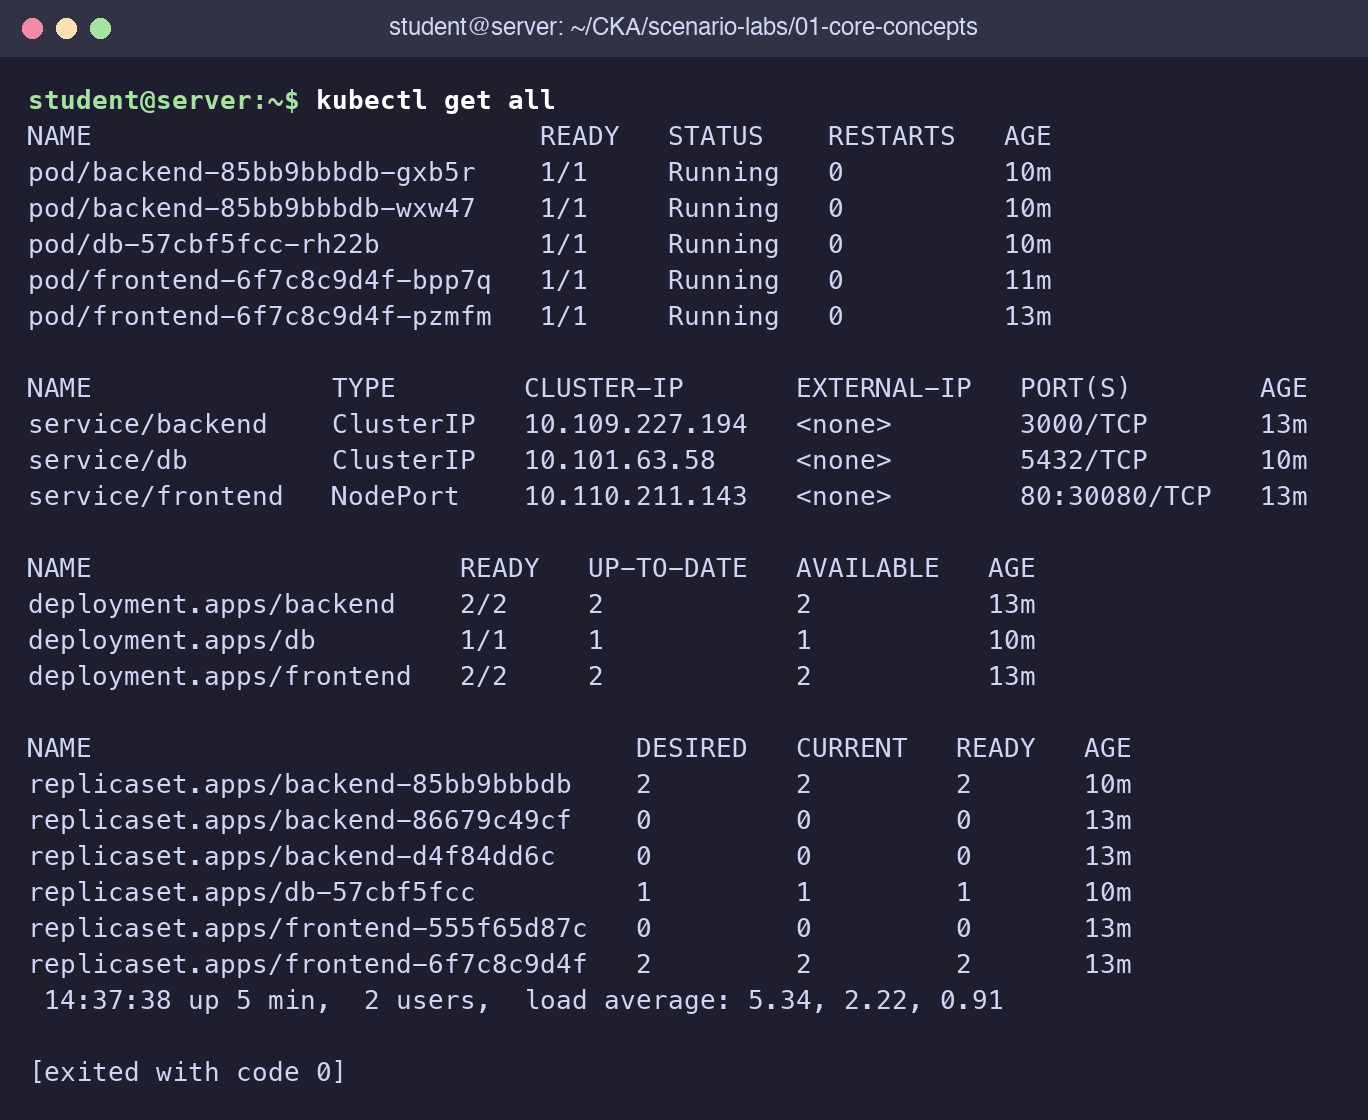 student@server: ~/CKA/scenario-labs/01-core-concepts
student@server:~$ kubectl get all
NAME                            READY   STATUS    RESTARTS   AGE
pod/backend-85bb9bbbdb-gxb5r    1/1     Running   0          10m
pod/backend-85bb9bbbdb-wxw47    1/1     Running   0          10m
pod/db-57cbf5fcc-rh22b          1/1     Running   0          10m
pod/frontend-6f7c8c9d4f-bpp7q   1/1     Running   0          11m
pod/frontend-6f7c8c9d4f-pzmfm   1/1     Running   0          13m
NAME               TYPE        CLUSTER-IP       EXTERNAL-IP   PORT(S)        AGE
service/backend    ClusterIP   10.109.227.194   <none>        3000/TCP       13m
service/db         ClusterIP   10.101.63.58     <none>        5432/TCP       10m
service/frontend   NodePort    10.110.211.143   <none>        80:30080/TCP   13m
NAME                       READY   UP-TO-DATE   AVAILABLE   AGE
deployment.apps/backend    2/2     2            2           13m
deployment.apps/db         1/1     1            1           10m
deployment.apps/frontend   2/2     2            2           13m
NAME                                  DESIRED   CURRENT   READY   AGE
replicaset.apps/backend-85bb9bbbdb    2         2         2       10m
replicaset.apps/backend-86679c49cf    0         0         0       13m
replicaset.apps/backend-d4f84dd6c     0         0         0       13m
replicaset.apps/db-57cbf5fcc          1         1         1       10m
replicaset.apps/frontend-555f65d87c   0         0         0       13m
replicaset.apps/frontend-6f7c8c9d4f   2         2         2       13m
 14:37:38 up 5 min,  2 users,  load average: 5.34, 2.22, 0.91
[exited with code 0]